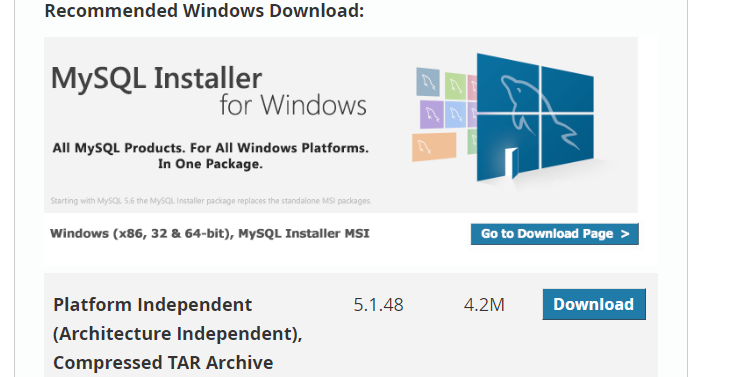 Recommended Windows Download:
MySQL Installer
for Windows
All MySQL Products. For All Windows Platforms.
In One Package.
Starting with MySQL 5.6 the MySQL Installer package replaces the standalone MSI packages.
Windows (x86, 32 & 64-bit), MySQL Installer MSI
Go to Download Page >
Platform Independent 5.1.48 4.2M Download
(Architecture Independent),
Compressed TAR Archive